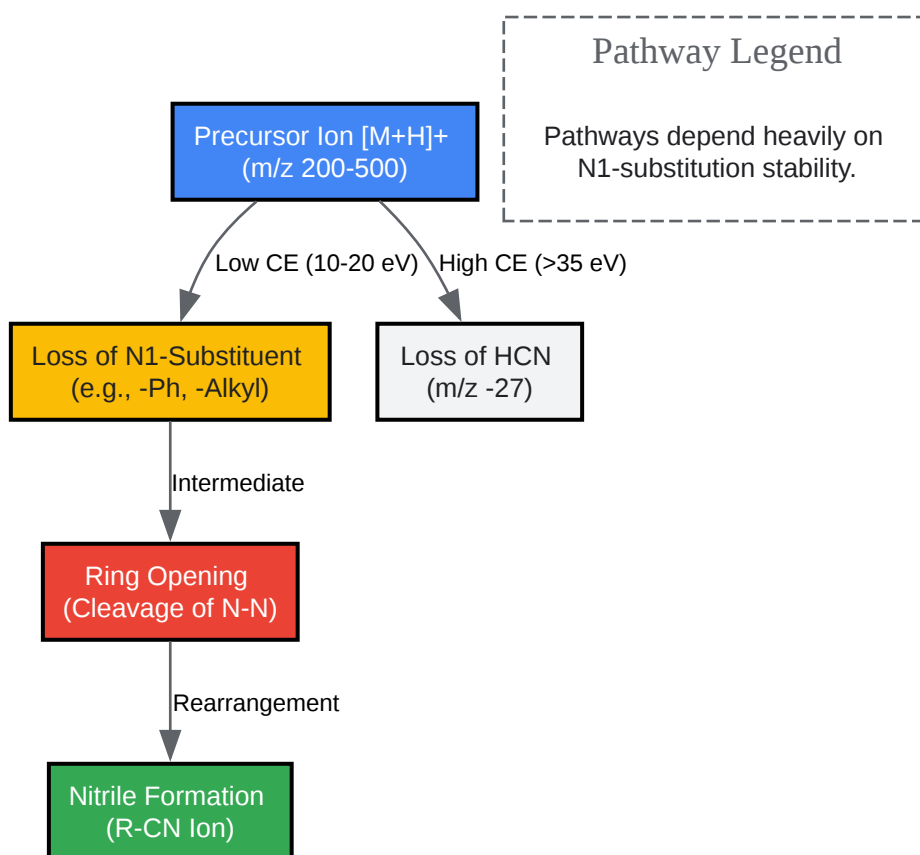 Pathway Legend
Pathways depend heavily on
N1-substitution stability.
Precursor Ion [M+H]+
(m/z 200-500)
Low CE (10-20 eV)
High CE (>35 eV)
Loss of N1-Substituent
(e.g., -Ph, -Alkyl)
Loss of HCN
(m/z -27)
Intermediate
Ring Opening
(Cleavage of N-N)
Rearrangement
Nitrile Formation
(R-CN Ion)